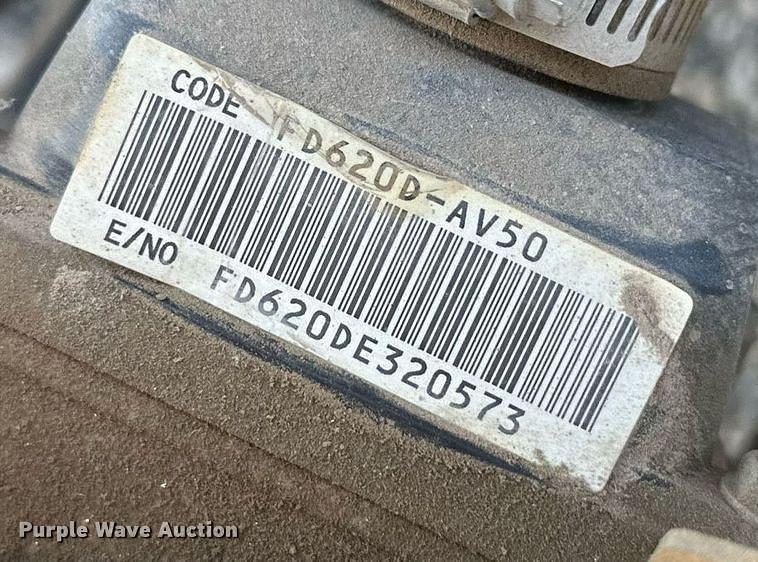 CODE FD620D-AV50
E/NO FD620DE320573
Purple Wave Auction